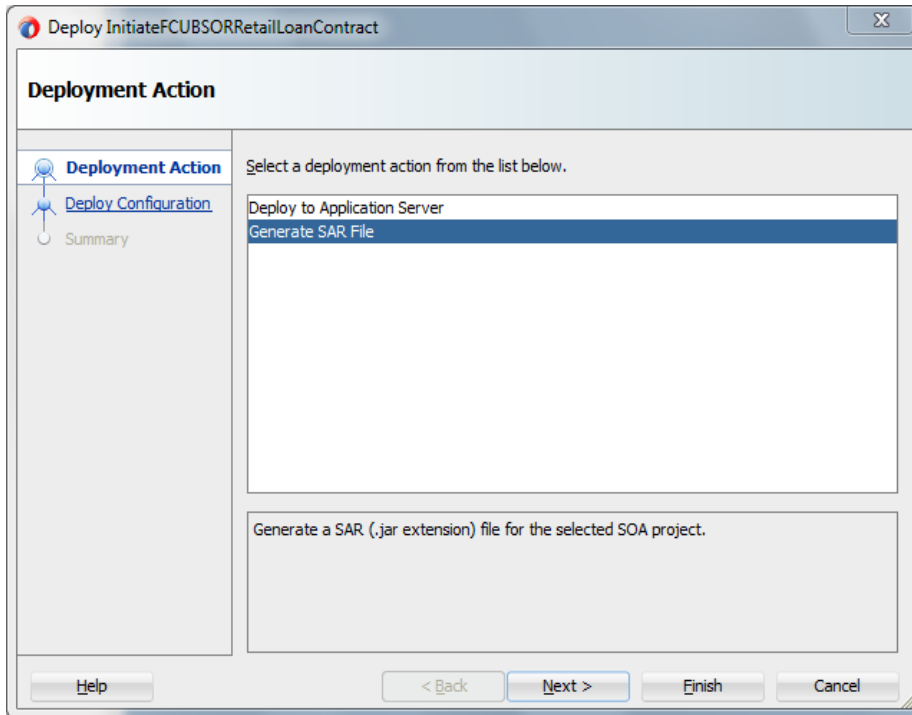 Deploy InitiateFCUBSORRetailLoanContract
Deployment Action
Deployment Action
Deploy Configuration
Summary
Select a deployment action from the list below.
Deploy to Application Server
Generate SAR File
Generate a SAR (.jar extension) file for the selected SOA project.
Help
< Back
Next >
Finish
Cancel